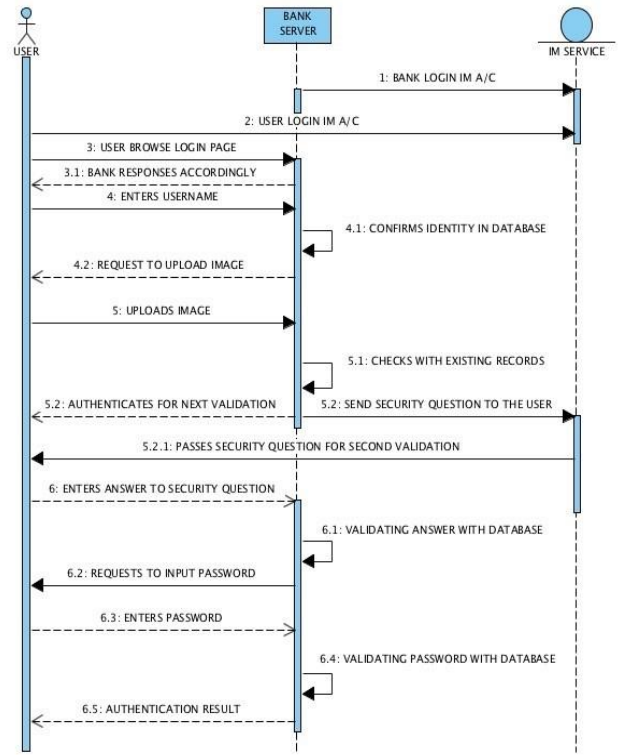 USER
BANK
SERVER
IM SERVICE
1: BANK LOGIN IM A/C
2: USER LOGIN IM A/C
3: USER BROWSE LOGIN PAGE
3.1: BANK RESPONSES ACCORDINGLY
4: ENTERS USERNAME
4.1: CONFIRMS IDENTITY IN DATABASE
4.2: REQUEST TO UPLOAD IMAGE
5: UPLOADS IMAGE
5.1: CHECKS WITH EXISTING RECORDS
5.2: AUTHENTICATES FOR NEXT VALIDATION
5.2: SEND SECURITY QUESTION TO THE USER
5.2.1: PASSES SECURITY QUESTION FOR SECOND VALIDATION
6: ENTERS ANSWER TO SECURITY QUESTION
6.1: VALIDATING ANSWER WITH DATABASE
6.2: REQUESTS TO INPUT PASSWORD
6.3: ENTERS PASSWORD
6.4: VALIDATING PASSWORD WITH DATABASE
6.5: AUTHENTICATION RESULT